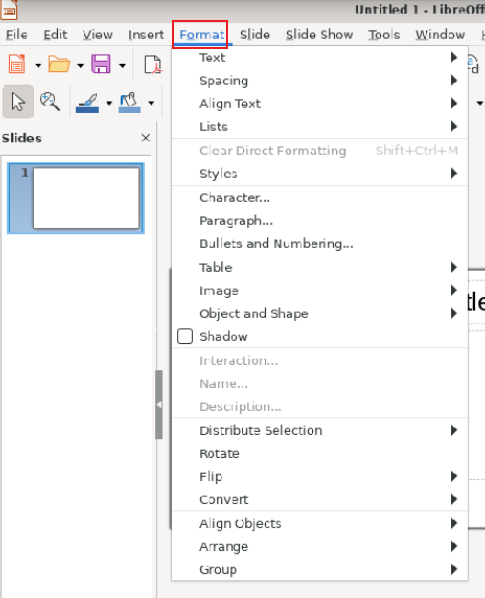 Untitled 1 - LibreOff
File Edit View Insert Format Slide Slide Show Tools Window
Text
Spacing
Align Text
Lists
Clear Direct Formatting Shift+Ctrl+M
Styles
Slides
1
Character...
Paragraph...
Bullets and Numbering...
Table
Image
Object and Shape
Shadow
Interaction...
Name...
Description...
Distribute Selection
Rotate
Flip
Convert
Align Objects
Arrange
Group